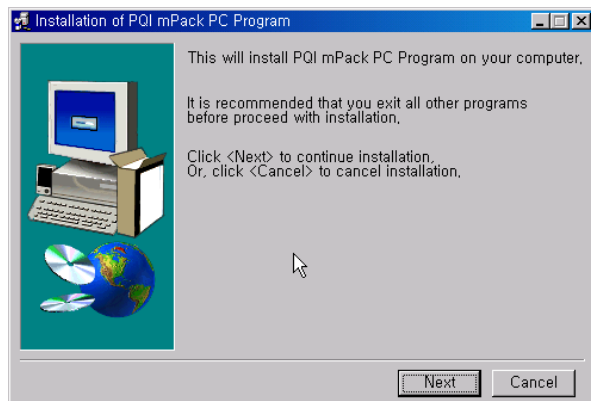 Installation of PQI mPack PC Program
This will install PQI mPack PC Program on your computer,
It is recommended that you exit all other programs
before proceed with installation,
Click <Next> to continue installation,
Or, click <Cancel> to cancel installation,
Next
Cancel